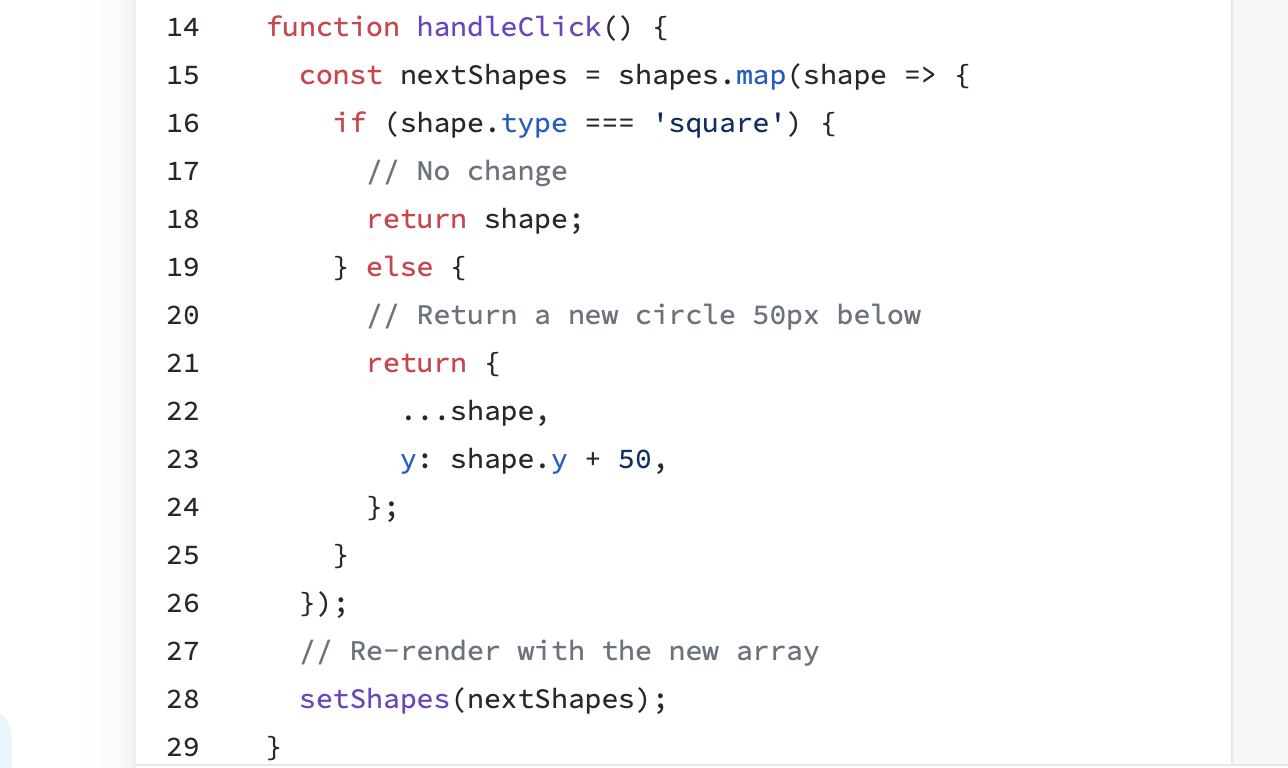 14    function handleClick() {
15      const nextShapes = shapes.map(shape => {
16        if (shape.type === 'square') {
17          // No change
18          return shape;
19        } else {
20          // Return a new circle 50px below
21          return {
22            ...shape,
23            y: shape.y + 50,
24          };
25        }
26      });
27      // Re-render with the new array
28      setShapes(nextShapes);
29    }